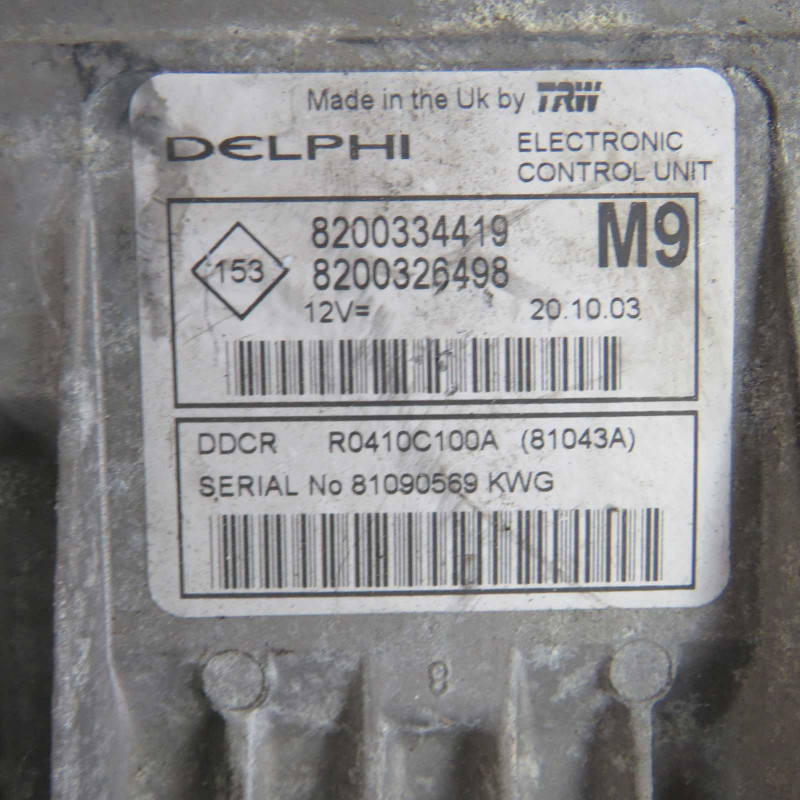 Made in the Uk by TRW
DELPHI
ELECTRONIC
CONTROL UNIT
153
8200334419
8200326498
M9
12V=
20.10.03
DDCR R0410C100A (81043A)
SERIAL No 81090569 KWG
8